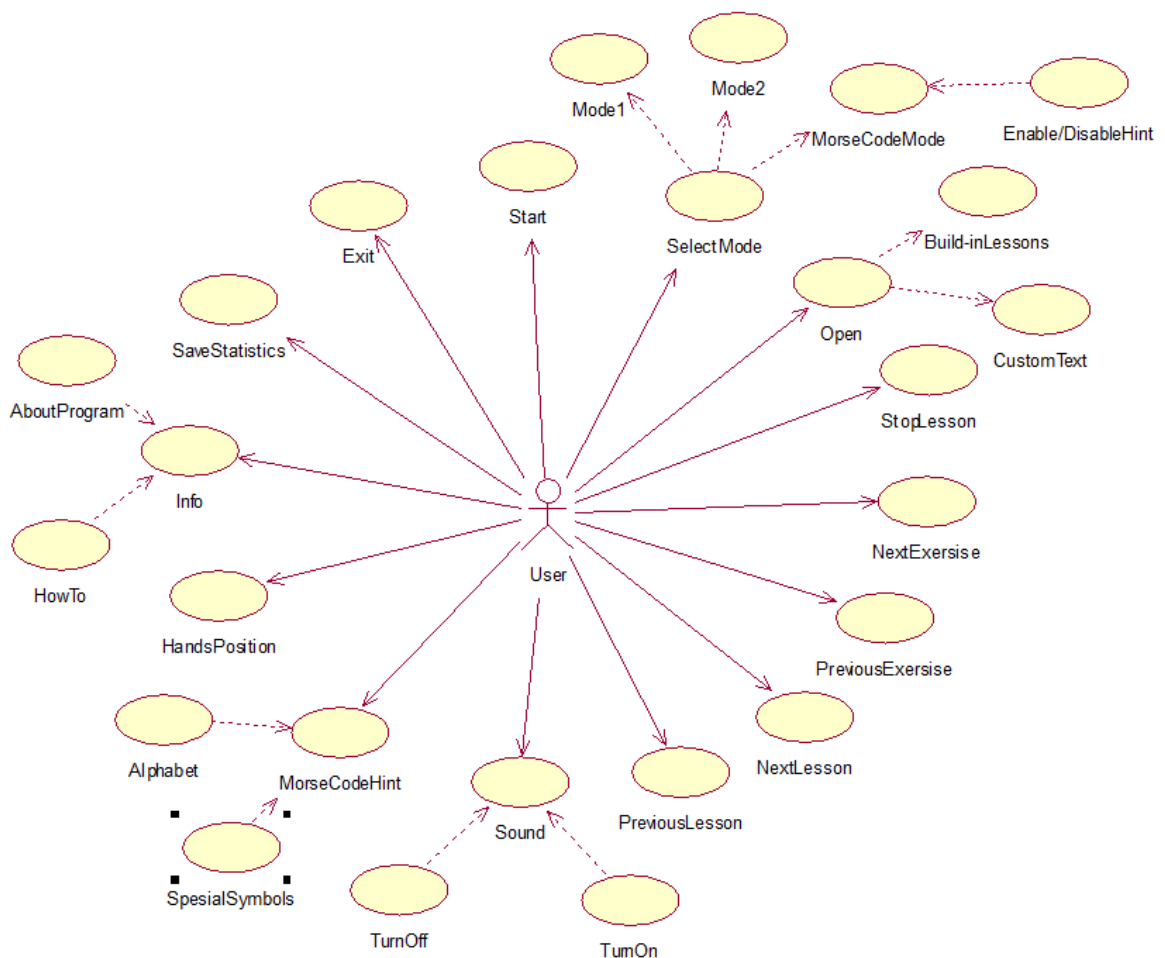 Mode1
Mode2
MorseCodeMode
Enable/DisableHint
Start
SelectMode
Exit
Build-inLessons
Open
CustomText
SaveStatistics
AboutProgram
StopLesson
Info
NextExersise
HowTo
User
HandsPosition
PreviousExersise
Alphabet
MorseCodeHint
NextLesson
PreviousLesson
Sound
SpesialSymbols
TurnOff
TurnOn